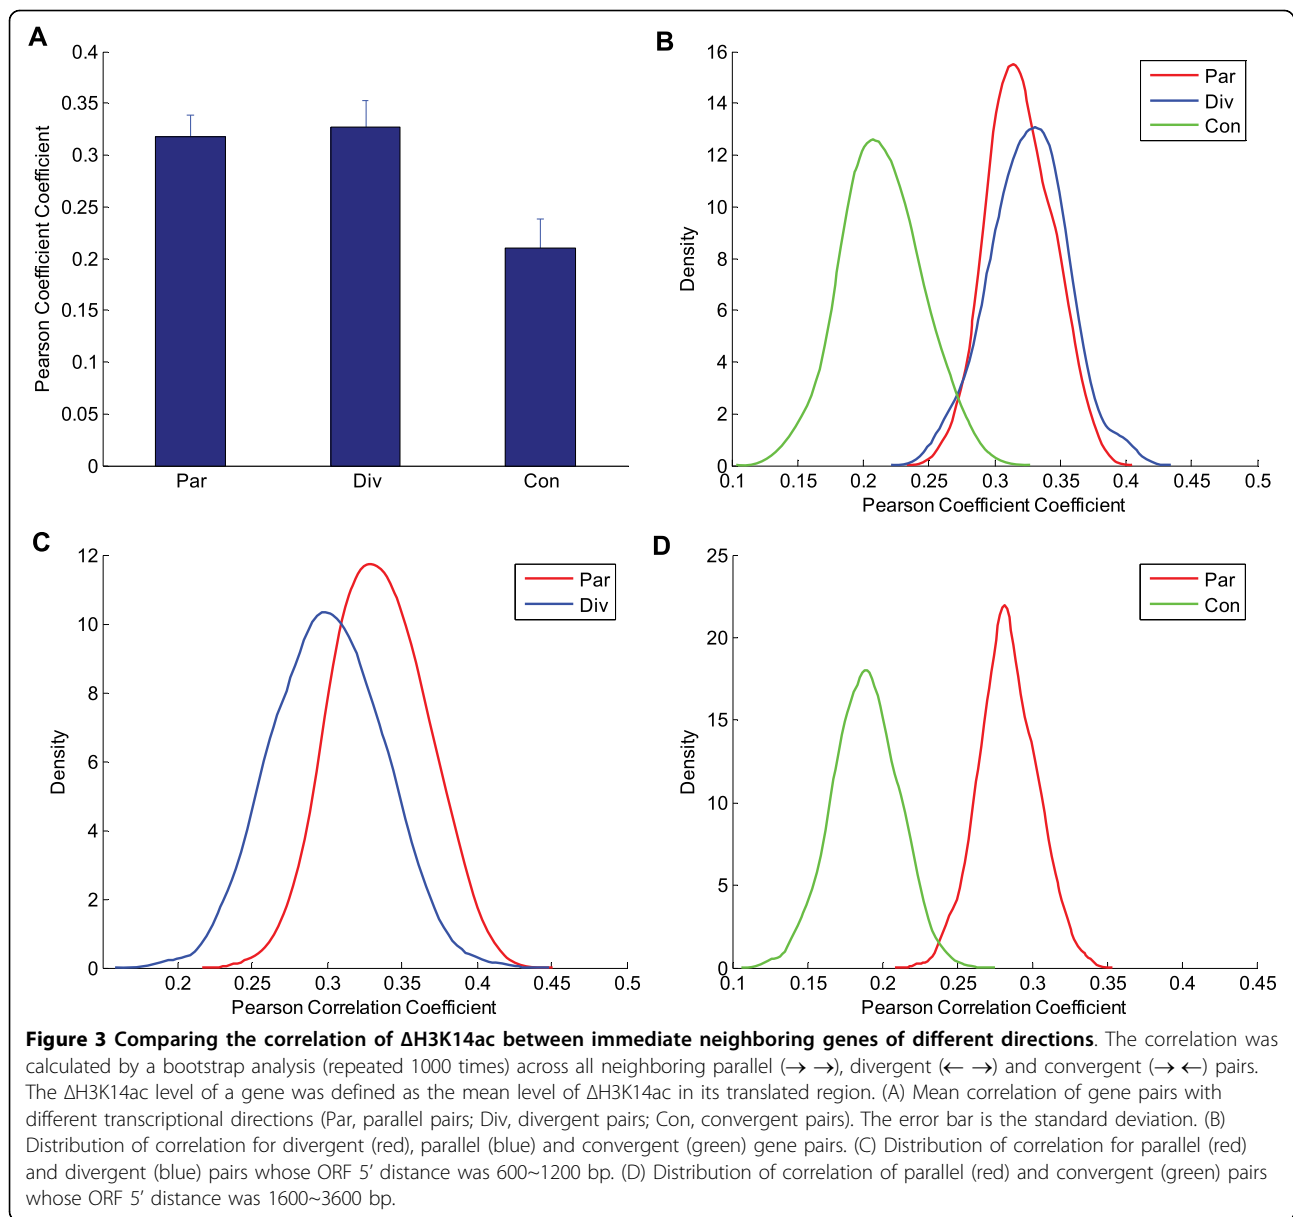 A
0.4
0.35
0.3
0.25
0.2
0.15
0.1
0.05
0
Pearson Coefficient Coefficient
Par
Div
Con
B
16
14
12
10
8
6
4
2
0
Density
Par
Div
Con
0.1 0.15 0.2 0.25 0.3 0.35 0.4 0.45 0.5
Pearson Coefficient Coefficient
C
12
10
8
6
4
2
0
Density
Par
Div
0.2 0.25 0.3 0.35 0.4 0.45 0.5
Pearson Correlation Coefficient
D
25
20
15
10
5
0
Density
Par
Con
0.1 0.15 0.2 0.25 0.3 0.35 0.4 0.45
Pearson Correlation Coefficient
Figure 3 Comparing the correlation of ΔH3K14ac between immediate neighboring genes of different directions. The correlation was
calculated by a bootstrap analysis (repeated 1000 times) across all neighboring parallel (→ →), divergent (← →) and convergent (→ ←) pairs.
The ΔH3K14ac level of a gene was defined as the mean level of ΔH3K14ac in its translated region. (A) Mean correlation of gene pairs with
different transcriptional directions (Par, parallel pairs; Div, divergent pairs; Con, convergent pairs). The error bar is the standard deviation. (B)
Distribution of correlation for divergent (red), parallel (blue) and convergent (green) gene pairs. (C) Distribution of correlation for parallel (red)
and divergent (blue) pairs whose ORF 5' distance was 600~1200 bp. (D) Distribution of correlation of parallel (red) and convergent (green) pairs
whose ORF 5' distance was 1600~3600 bp.